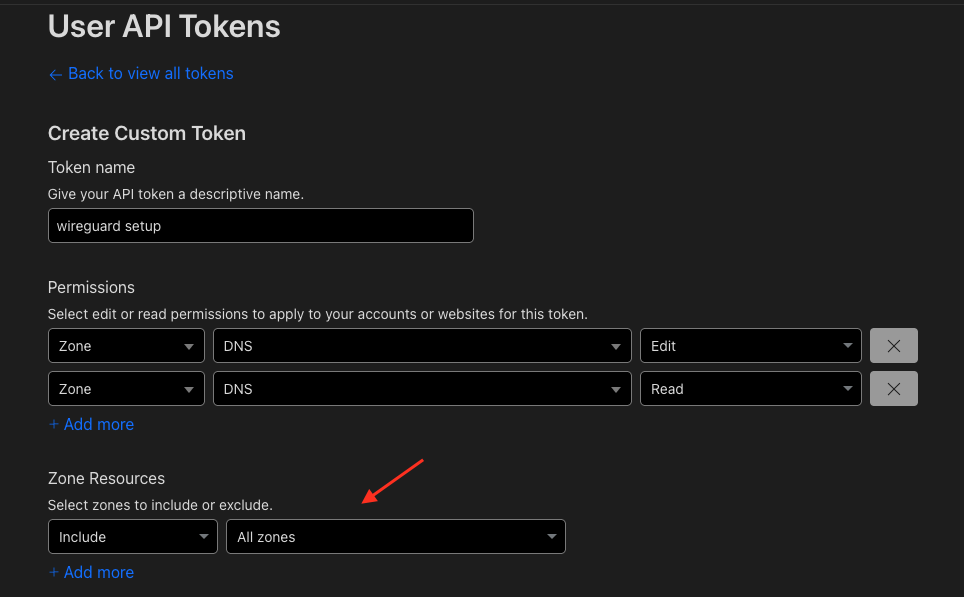 User API Tokens
← Back to view all tokens
Create Custom Token
Token name
Give your API token a descriptive name.
wireguard setup
Permissions
Select edit or read permissions to apply to your accounts or websites for this token.
Zone DNS Edit
Zone DNS Read
+ Add more
Zone Resources
Select zones to include or exclude.
Include All zones
+ Add more